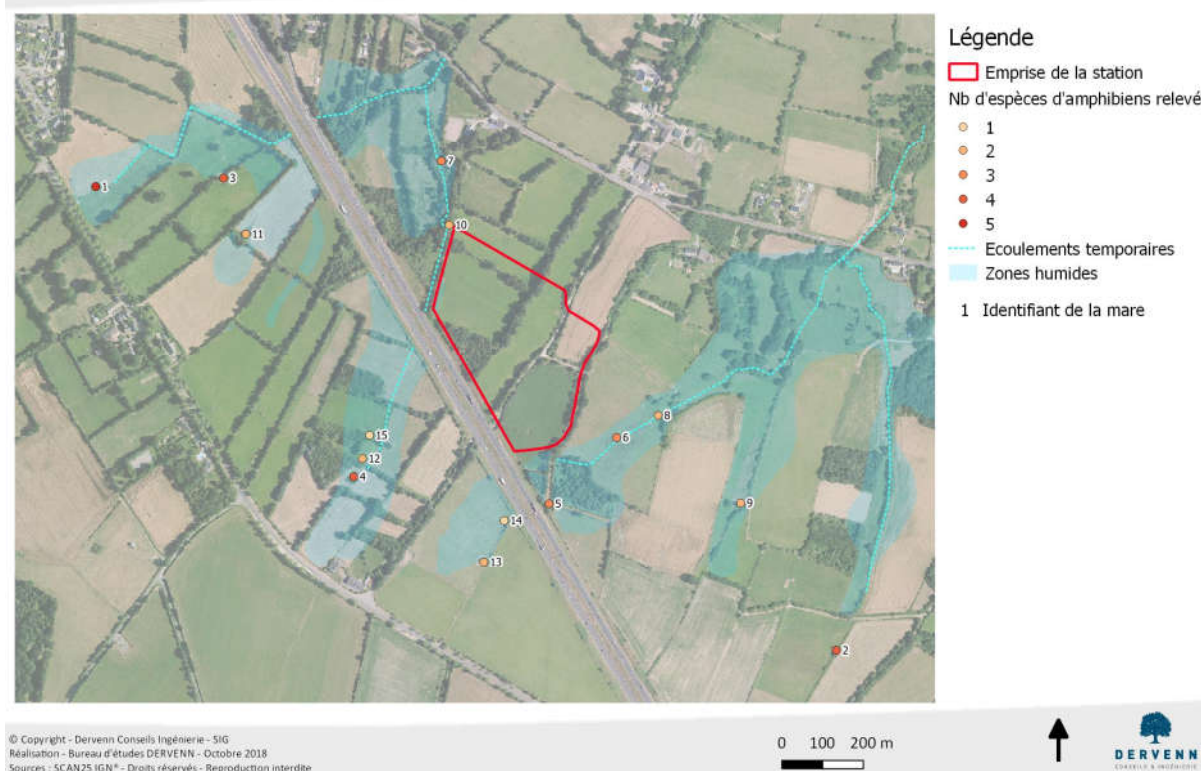 Légende
Emprise de la station
Nb d'espèces d'amphibiens relevé
1
2
3
4
5
Ecoulements temporaires
Zones humides
1 Identifiant de la mare
7
1
3
10
11
8
15
6
12
4
5
9
14
13
2
© Copyright - Dervenn Conseils Ingénierie - SIG
Réalisation - Bureau d'études DERVENN - Octobre 2018
Sources : SCAN25 IGN® - Droits réservés - Reproduction interdite
0 100 200 m
DERVENN
CONSEILS & INGÉNIERIE